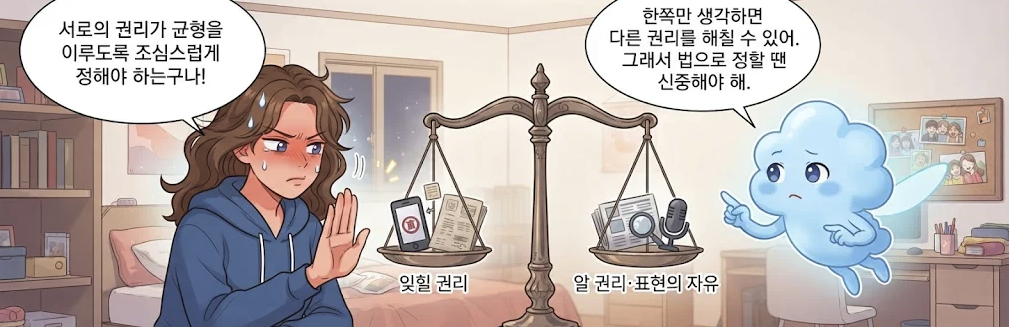 서로의 권리가 균형을
이루도록 조심스럽게
정해야 하는구나!
한쪽만 생각하면
다른 권리를 해칠 수 있어.
그래서 법으로 정할 땐
신중해야 해.
잊힐 권리
알 권리·표현의 자유